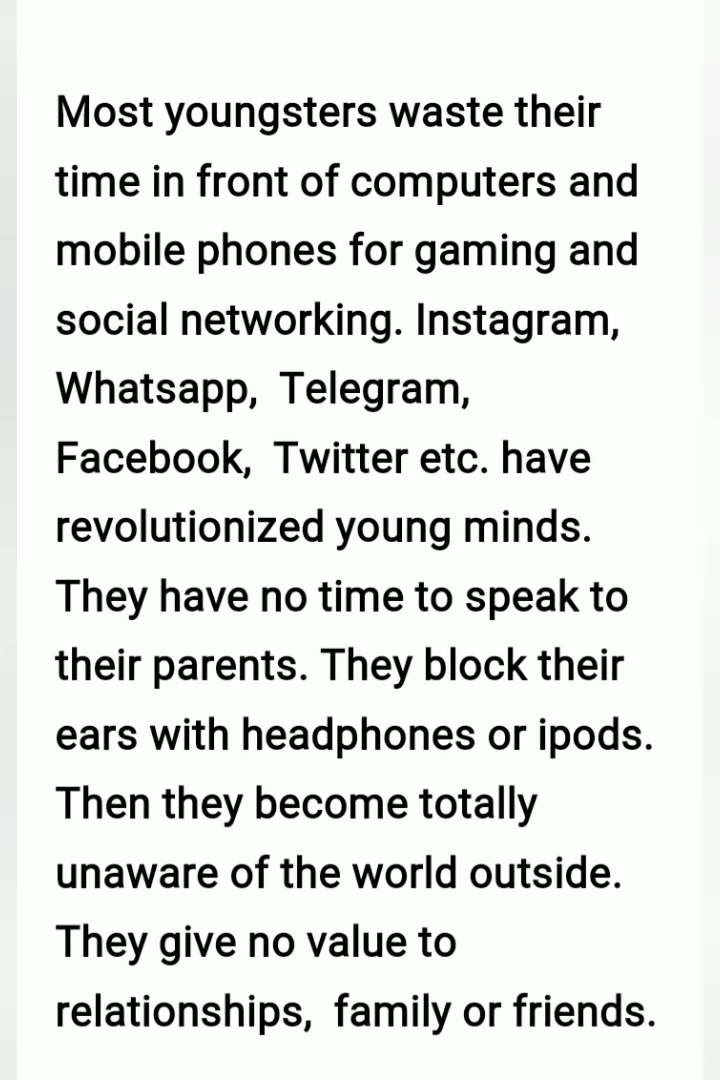 Most youngsters waste their
time in front of computers and
mobile phones for gaming and
social networking. Instagram,
Whatsapp,  Telegram,
Facebook,  Twitter etc. have
revolutionized young minds.
They have no time to speak to
their parents. They block their
ears with headphones or ipods.
Then they become totally
unaware of the world outside.
They give no value to
relationships,  family or friends.